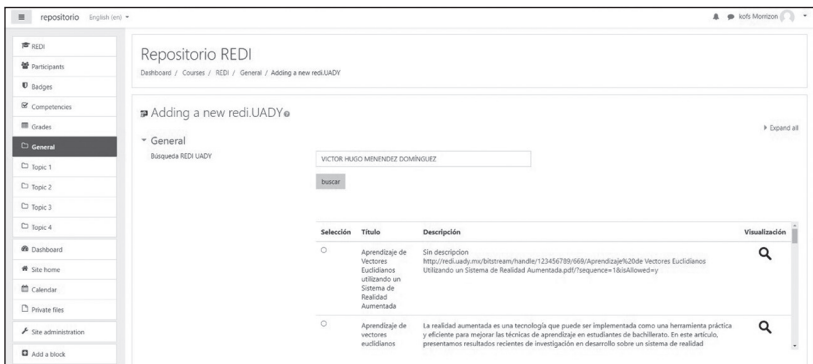 repositorio English (en)
kofs Morrizon
REDI
Participants
Badges
Competencies
Grades
General
Topic 1
Topic 2
Topic 3
Topic 4
Dashboard
Site home
Calendar
Private files
Site administration
Add a block
Repositorio REDI
Dashboard / Courses / REDI / General / Adding a new redi.UADY
Adding a new redi.UADY
Expand all
General
Búsqueda REDI UADY
VICTOR HUGO MENENDEZ DOMÍNGUEZ
buscar
Selección Título Descripción Visualización
Aprendizaje de
Vectores
Euclidianos
utilizando un
Sistema de
Realidad
Aumentada
Sin descripcion
http://redi.uady.mx/bitstream/handle/123456789/669/Aprendizaje%20de Vectores Euclidianos
Utilizando un Sistema de Realidad Aumentada.pdf/?sequence=1&isAllowed=y
Aprendizaje de
vectores
euclidianos
La realidad aumentada es una tecnología que puede ser implementada como una herramienta práctica
y eficiente para mejorar las técnicas de aprendizaje en estudiantes de bachillerato. En este artículo,
presentamos resultados recientes de investigación en desarrollo sobre un sistema de realidad